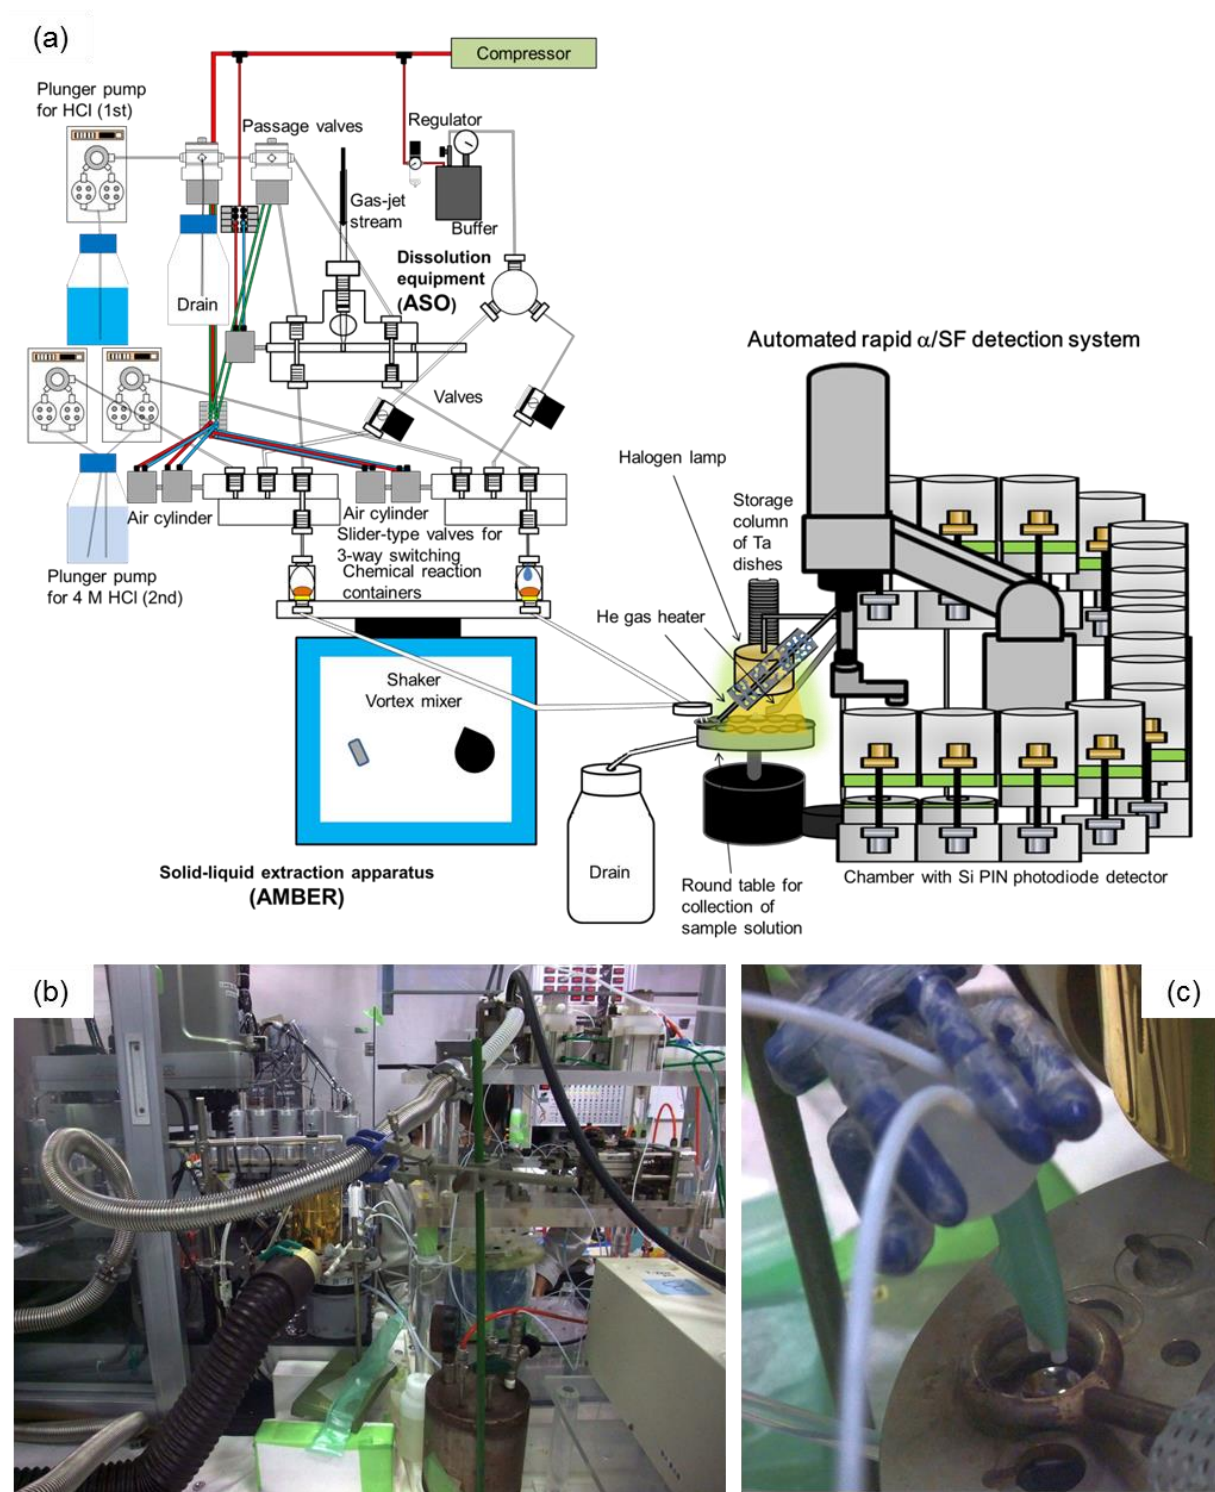 (a)
Compressor
Plunger pump
for HCl (1st)
Passage valves
Regulator
Gas-jet
stream
Buffer
Dissolution
equipment
(ASO)
Drain
Automated rapid α/SF detection system
Valves
Halogen lamp
Storage
column
of Ta
dishes
Air cylinder
Air cylinder
Slider-type valves for
3-way switching
Chemical reaction
containers
Plunger pump
for 4 M HCl (2nd)
He gas heater
Shaker
Vortex mixer
Drain
Solid-liquid extraction apparatus
(AMBER)
Round table for
collection of
sample solution
Chamber with Si PIN photodiode detector
(b)
(c)